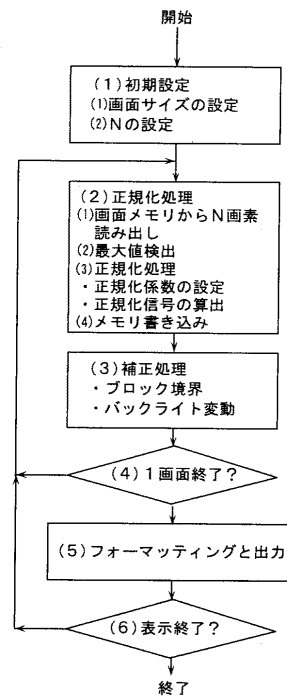 開始
(1)初期設定
(1)画面サイズの設定
(2)Nの設定
(2)正規化処理
(1)画面メモリからN画素
読み出し
(2)最大値検出
(3)正規化処理
・正規化係数の設定
・正規化信号の算出
(4)メモリ書き込み
(3)補正処理
・ブロック境界
・バックライト変動
(4)1画面終了?
(5)フォーマッティングと出力
(6)表示終了?
終了